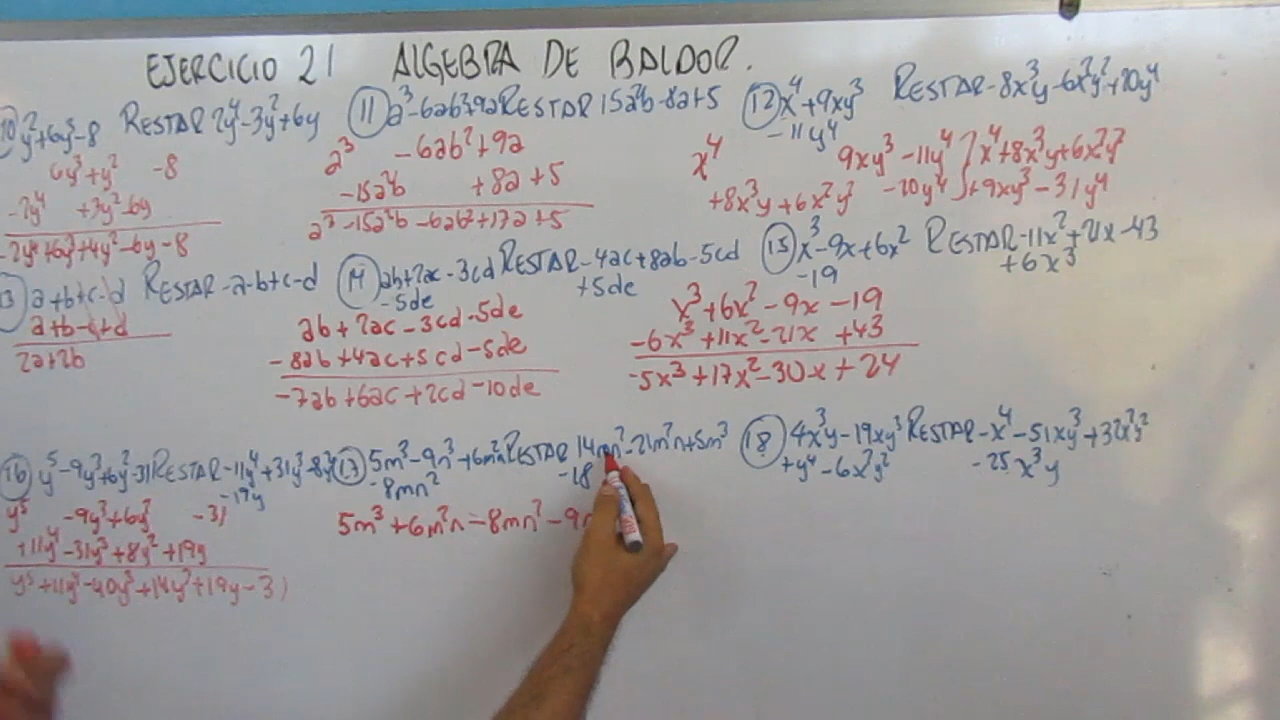 EJERCICIO 21 ALGEBRA DE BALDOR.
10 y²+6y³-8 RESTAR 2y⁴-3y²+6y
6y³+y² -8
-2y⁴ +3y²-6y
-2y⁴+6y³+4y²-6y-8
11 a³-6ab²+9a RESTAR 15a²b-8a+5
a³ -6ab²+9a
-15a²b +8a+5
a³-15a²b-6ab²+17a+5
12 x⁴+9xy³ RESTAR -8x³y-6x²y²+20y⁴
-11y⁴
x⁴ 9xy³-11y⁴ ] x⁴+8x³y+6x²y²
+8x³y+6x²y² -20y⁴ ] +9xy³-31y⁴
13 a+b+c-d RESTAR -a-b+c-d
a+b-c+d
2a+2b
14 ab+2ac-3cd RESTAR -4ac+8ab-5cd
-5de +5de
ab+2ac-3cd-5de
-8ab+4ac+5cd-5de
-7ab+6ac+2cd-10de
15 x³-9x+6x² RESTAR -11x²+21x-43
-19 +6x³
x³+6x²-9x-19
-6x³+11x²-21x +43
-5x³+17x²-30x+24
16 y⁵-9y³+6y²-31 RESTAR -11y⁴+31y³-8y²
-19y
y⁵ -9y³+6y² -31
+11y⁴-31y³+8y²+19y
y⁵+11y⁴-40y³+14y²+19y-31
17 5m³-9n³+6m²n RESTAR 14mn²-21m²n+5m³
-8mn² -18
5m³+6m²n-8mn²-9n
18 4x³y-19xy³ RESTAR -x⁴-51xy³+32x²y²
+y⁴-6x²y² -25x³y